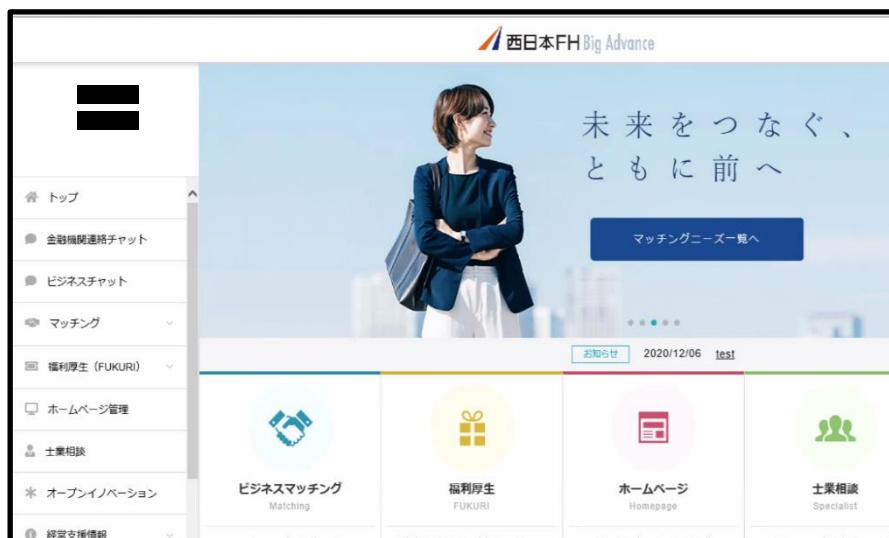 西日本FH Big Advance
未来をつなぐ、
ともに前へ
マッチングニーズ一覧へ
お知らせ 2020/12/06 test
トップ
金融機関連絡チャット
ビジネスチャット
マッチング
福利厚生（FUKURI）
ホームページ管理
士業相談
オープンイノベーション
経営支援情報
ビジネスマッチング
Matching
福利厚生
FUKURI
ホームページ
Homepage
士業相談
Specialist